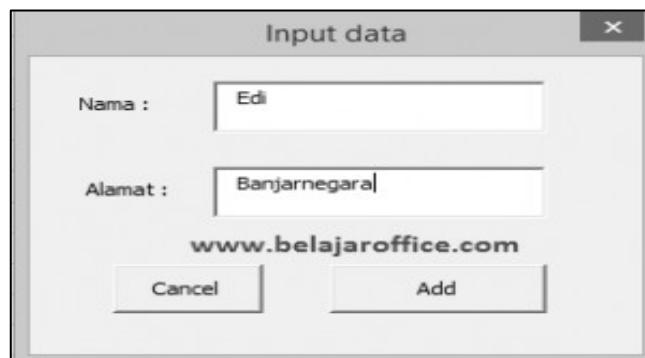 Input data
Nama :
Edi
Alamat :
Banjarnegara
www.belajaroffice.com
Cancel
Add